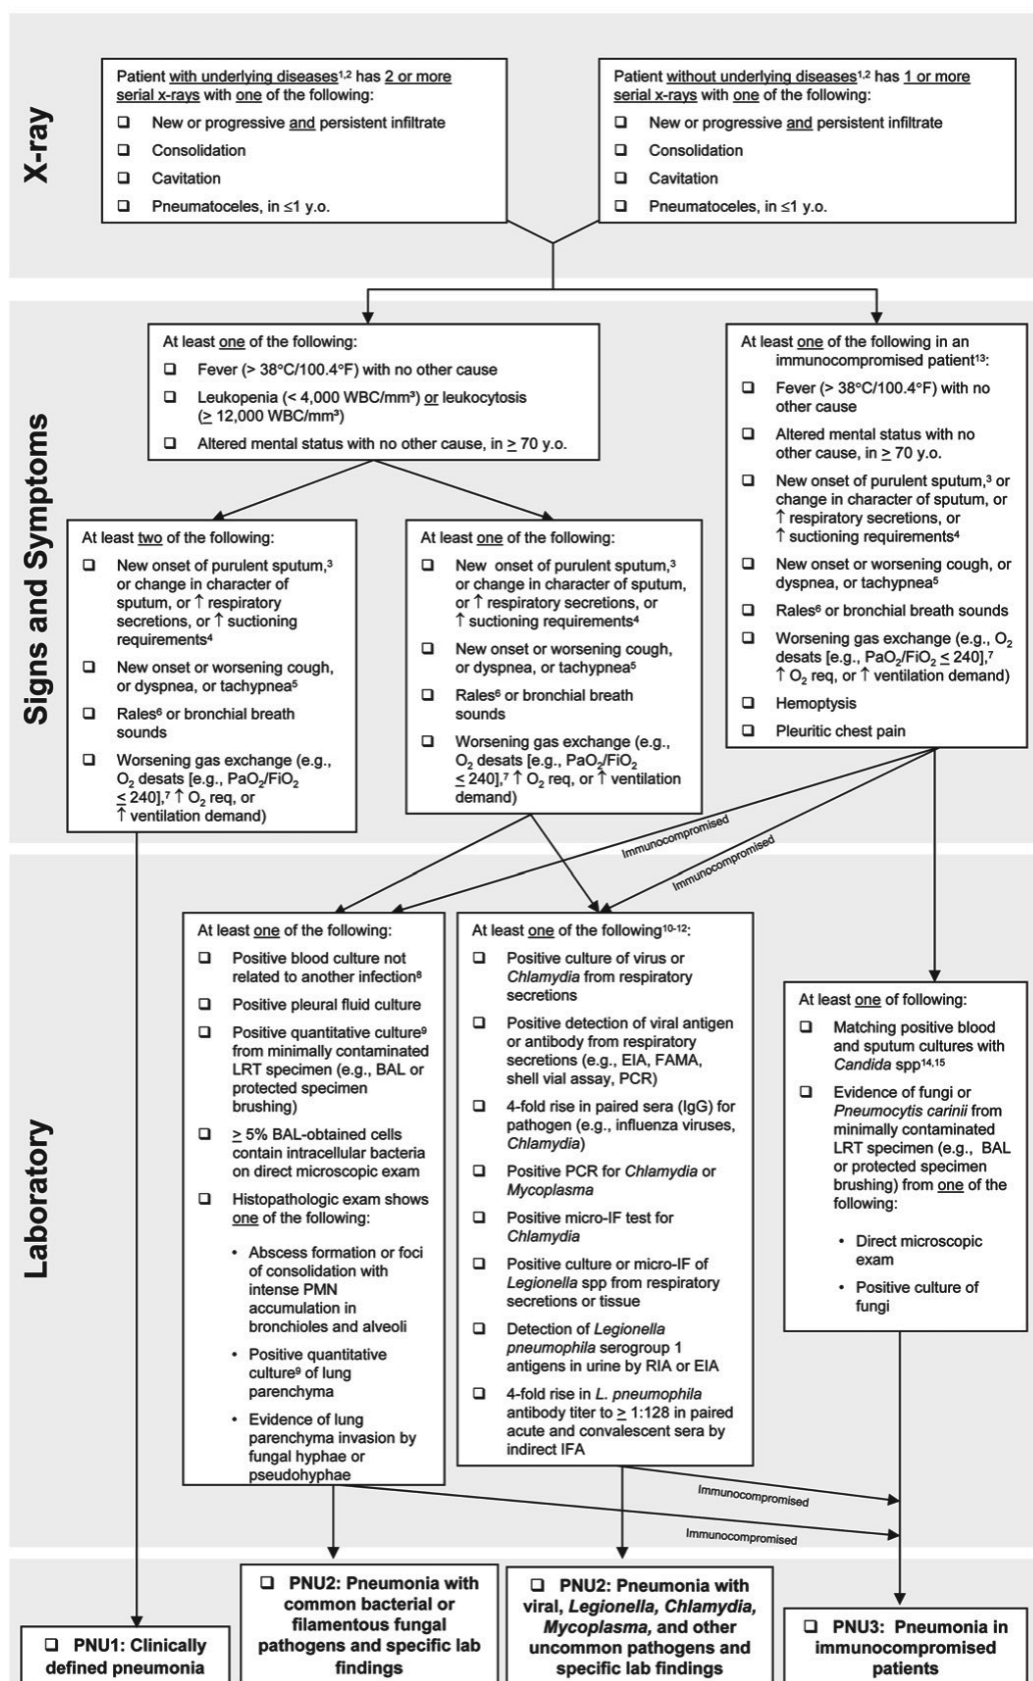 X-ray
Patient with underlying diseases1,2 has 2 or more
serial x-rays with one of the following:
❑ New or progressive and persistent infiltrate
❑ Consolidation
❑ Cavitation
❑ Pneumatoceles, in ≤1 y.o.
Patient without underlying diseases1,2 has 1 or more
serial x-rays with one of the following:
❑ New or progressive and persistent infiltrate
❑ Consolidation
❑ Cavitation
❑ Pneumatoceles, in ≤1 y.o.
Signs and Symptoms
At least one of the following:
❑ Fever (> 38°C/100.4°F) with no other cause
❑ Leukopenia (< 4,000 WBC/mm³) or leukocytosis
(≥ 12,000 WBC/mm³)
❑ Altered mental status with no other cause, in ≥ 70 y.o.
At least one of the following in an
immunocompromised patient13:
❑ Fever (> 38°C/100.4°F) with no
other cause
❑ Altered mental status with no
other cause, in ≥ 70 y.o.
❑ New onset of purulent sputum,3 or
change in character of sputum, or
↑ respiratory secretions, or
↑ suctioning requirements4
❑ New onset or worsening cough, or
dyspnea, or tachypnea5
❑ Rales6 or bronchial breath sounds
❑ Worsening gas exchange (e.g., O2
desats [e.g., PaO2/FiO2 ≤ 240],7
↑ O2 req, or ↑ ventilation demand)
❑ Hemoptysis
❑ Pleuritic chest pain
At least two of the following:
❑ New onset of purulent sputum,3
or change in character of
sputum, or ↑ respiratory
secretions, or ↑ suctioning
requirements4
❑ New onset or worsening cough,
or dyspnea, or tachypnea5
❑ Rales6 or bronchial breath
sounds
❑ Worsening gas exchange (e.g.,
O2 desats [e.g., PaO2/FiO2
≤ 240],7 ↑ O2 req, or
↑ ventilation demand)
At least one of the following:
❑ New onset of purulent sputum,3
or change in character of sputum,
or ↑ respiratory secretions, or
↑ suctioning requirements4
❑ New onset or worsening cough,
or dyspnea, or tachypnea5
❑ Rales6 or bronchial breath
sounds
❑ Worsening gas exchange (e.g.,
O2 desats [e.g., PaO2/FiO2
≤ 240],7 ↑ O2 req, or ↑ ventilation
demand)
Immunocompromised
Immunocompromised
Laboratory
At least one of the following:
❑ Positive blood culture not
related to another infection8
❑ Positive pleural fluid culture
❑ Positive quantitative culture9
from minimally contaminated
LRT specimen (e.g., BAL or
protected specimen
brushing)
❑ ≥ 5% BAL-obtained cells
contain intracellular bacteria
on direct microscopic exam
❑ Histopathologic exam shows
one of the following:
• Abscess formation or foci
of consolidation with
intense PMN
accumulation in
bronchioles and alveoli
• Positive quantitative
culture9 of lung
parenchyma
• Evidence of lung
parenchyma invasion by
fungal hyphae or
pseudohyphae
At least one of the following10-12:
❑ Positive culture of virus or
Chlamydia from respiratory
secretions
❑ Positive detection of viral antigen
or antibody from respiratory
secretions (e.g., EIA, FAMA,
shell vial assay, PCR)
❑ 4-fold rise in paired sera (IgG) for
pathogen (e.g., influenza viruses,
Chlamydia)
❑ Positive PCR for Chlamydia or
Mycoplasma
❑ Positive micro-IF test for
Chlamydia
❑ Positive culture or micro-IF of
Legionella spp from respiratory
secretions or tissue
❑ Detection of Legionella
pneumophila serogroup 1
antigens in urine by RIA or EIA
❑ 4-fold rise in L. pneumophila
antibody titer to ≥ 1:128 in paired
acute and convalescent sera by
indirect IFA
At least one of following:
❑ Matching positive blood
and sputum cultures with
Candida spp14,15
❑ Evidence of fungi or
Pneumocytis carinii from
minimally contaminated
LRT specimen (e.g., BAL
or protected specimen
brushing) from one of the
following:
• Direct microscopic
exam
• Positive culture of
fungi
Immunocompromised
Immunocompromised
❑ PNU1: Clinically
defined pneumonia
❑ PNU2: Pneumonia with
common bacterial or
filamentous fungal
pathogens and specific lab
findings
❑ PNU2: Pneumonia with
viral, Legionella, Chlamydia,
Mycoplasma, and other
uncommon pathogens and
specific lab findings
❑ PNU3: Pneumonia in
immunocompromised
patients